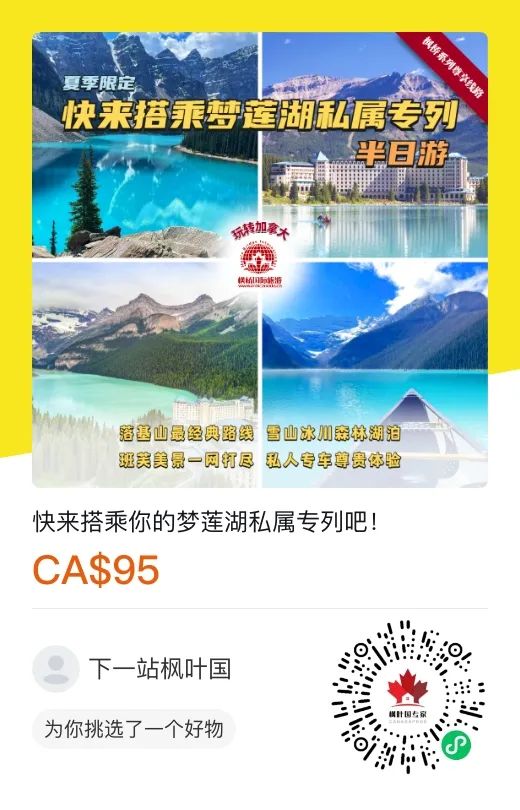 枫桥系列尊享线路
夏季限定
快来搭乘梦莲湖私属专列
半日游
玩转加拿大
枫桥国际旅游
落基山最经典路线 雪山冰川森林湖泊
班芙美景一网打尽 私人专车尊贵体验
快来搭乘你的梦莲湖私属专列吧！
CA$95
下一站枫叶国
为你挑选了一个好物
枫叶国专家